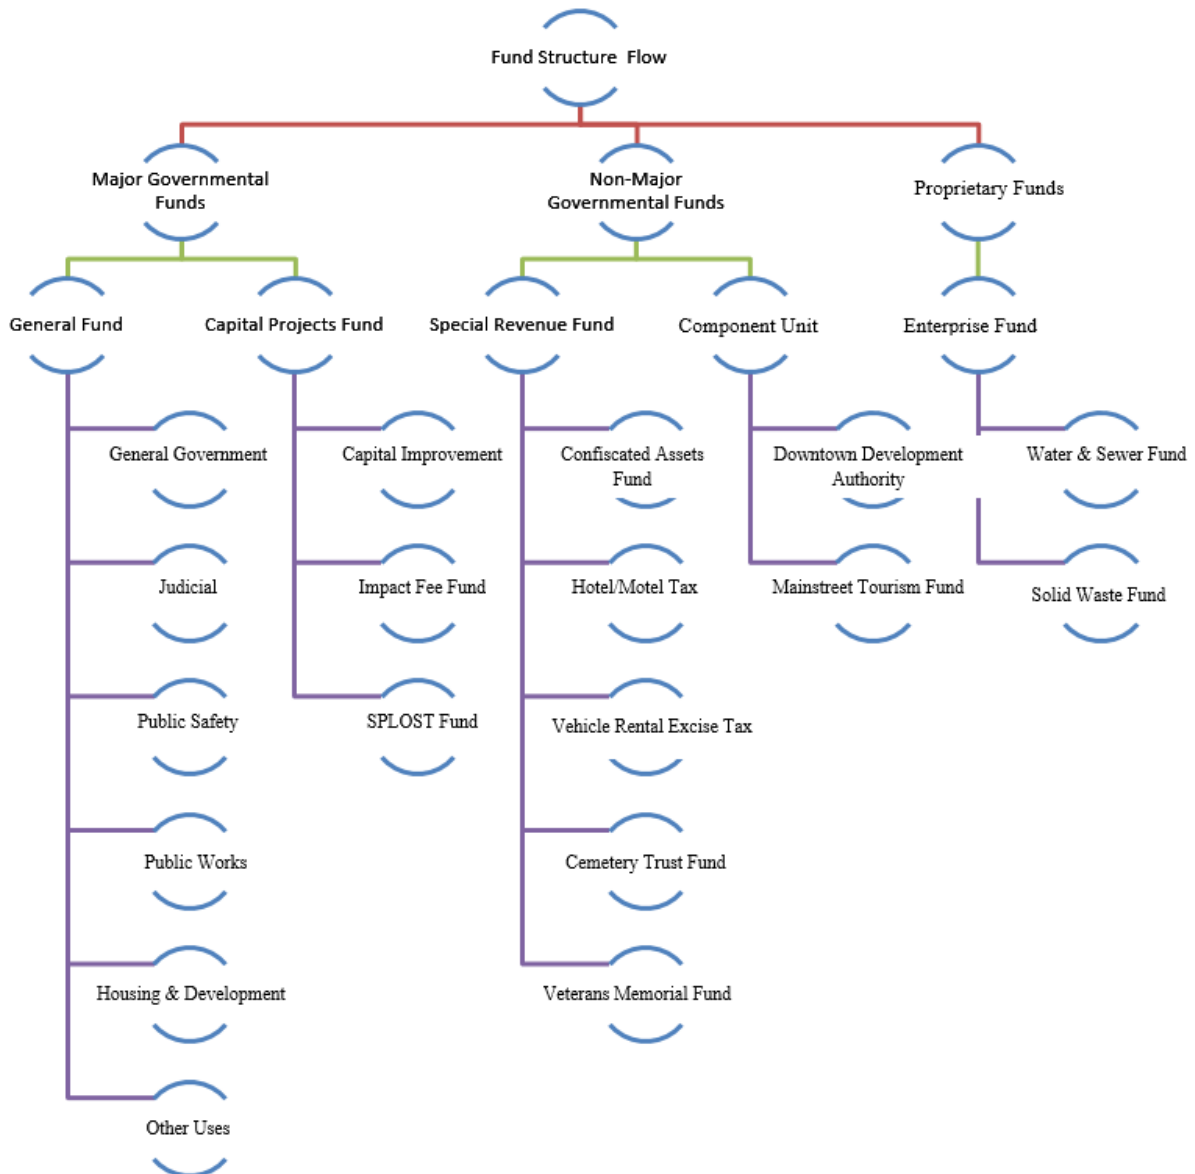 Fund Structure Flow
Major Governmental
Funds
Non-Major
Governmental Funds
Proprietary Funds
General Fund
Capital Projects Fund
Special Revenue Fund
Component Unit
Enterprise Fund
General Government
Capital Improvement
Confiscated Assets
Fund
Downtown Development
Authority
Water & Sewer Fund
Judicial
Impact Fee Fund
Hotel/Motel Tax
Mainstreet Tourism Fund
Solid Waste Fund
Public Safety
SPLOST Fund
Vehicle Rental Excise Tax
Public Works
Cemetery Trust Fund
Housing & Development
Veterans Memorial Fund
Other Uses